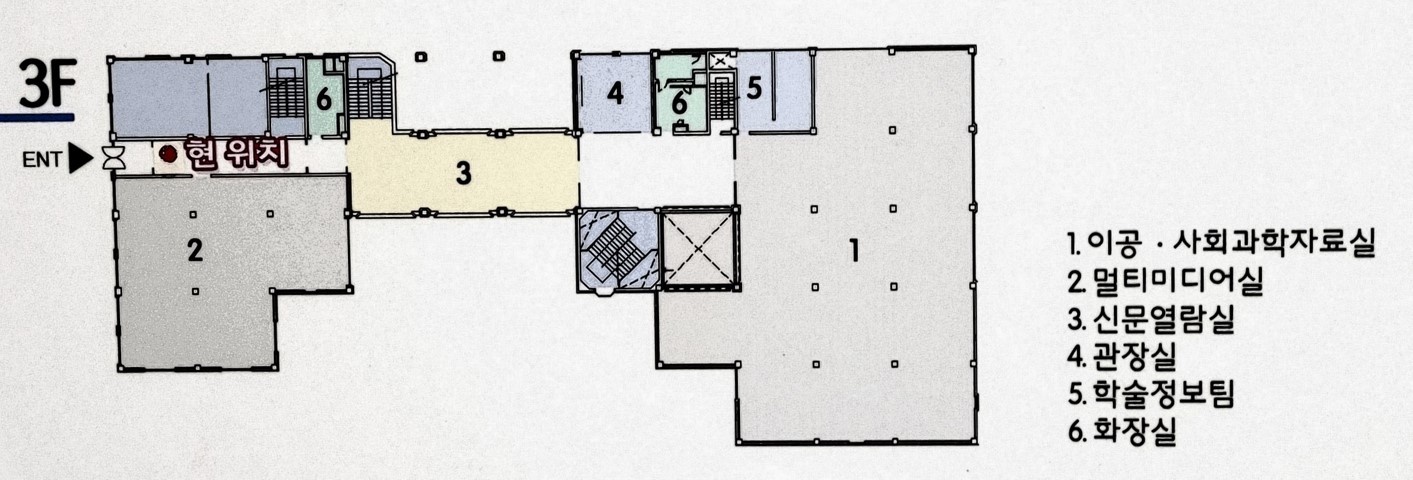 3F
ENT
현 위치
6
4
6
5
3
2
1
1. 이공 · 사회과학자료실
2. 멀티미디어실
3. 신문열람실
4. 관장실
5. 학술정보팀
6. 화장실